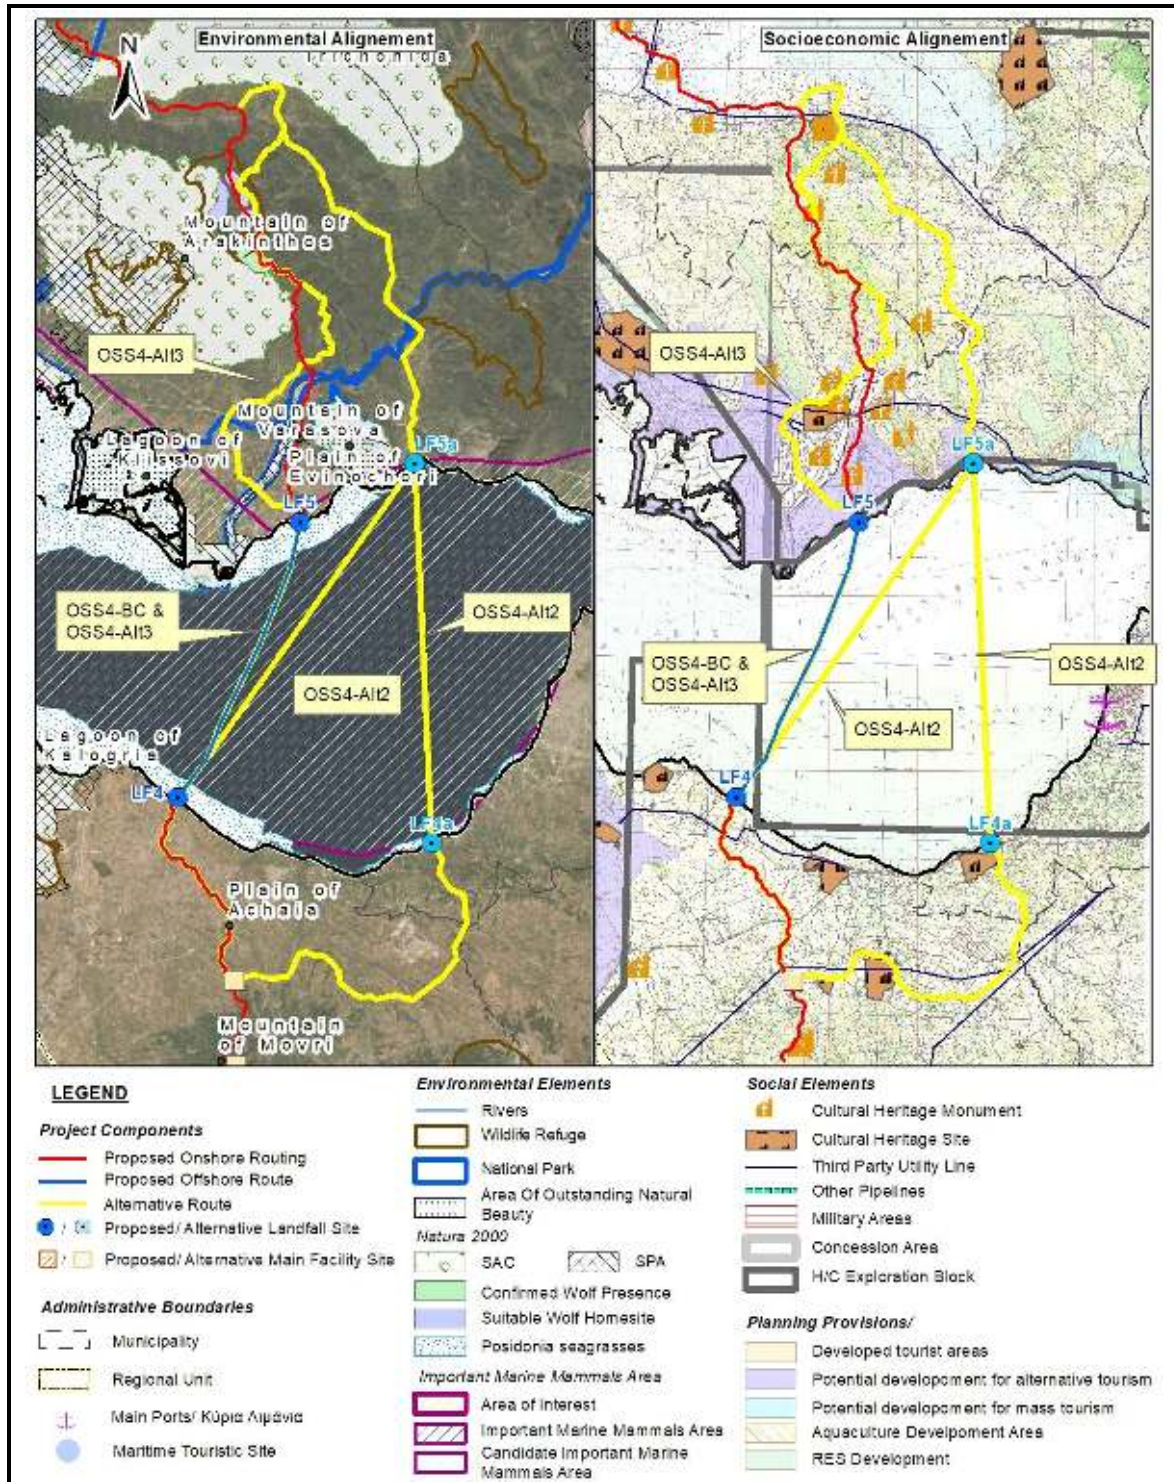 Environmental Alignement
Trichonida
N
Mountain of
Arakinthos
OSS4-Alt3
Mountain of
Varasova
Lagoon of
Klissovi
Plain of
Evinochori
LF5a
LF5
OSS4-BC &
OSS4-Alt3
OSS4-Alt2
OSS4-Alt2
Lagoon of
Kalogria
LF4
LF4a
Plain of
Achaia
Mountain
of Movri
Socioeconomic Alignement
OSS4-Alt3
LF5a
LF5
OSS4-BC &
OSS4-Alt3
OSS4-Alt2
OSS4-Alt2
LF4
LF4a
LEGEND
Project Components
Proposed Onshore Routing
Proposed Offshore Route
Alternative Route
/ Proposed/ Alternative Landfall Site
/ Proposed/ Alternative Main Facility Site
Administrative Boundaries
Municipality
Regional Unit
Main Ports/ Κύρια Λιμάνια
Maritime Touristic Site
Environmental Elements
Rivers
Wildlife Refuge
National Park
Area Of Outstanding Natural
Beauty
Natura 2000
SAC
SPA
Confirmed Wolf Presence
Suitable Wolf Homesite
Posidonia seagrasses
Important Marine Mammals Area
Area of Interest
Important Marine Mammals Area
Candidate Important Marine
Mammals Area
Social Elements
Cultural Heritage Monument
Cultural Heritage Site
Third Party Utility Line
Other Pipelines
Military Areas
Concession Area
H/C Exploration Block
Planning Provisions/
Developed tourist areas
Potential developoment for alternative tourism
Potential developoment for mass tourism
Aquaculture Develpoment Area
RES Development